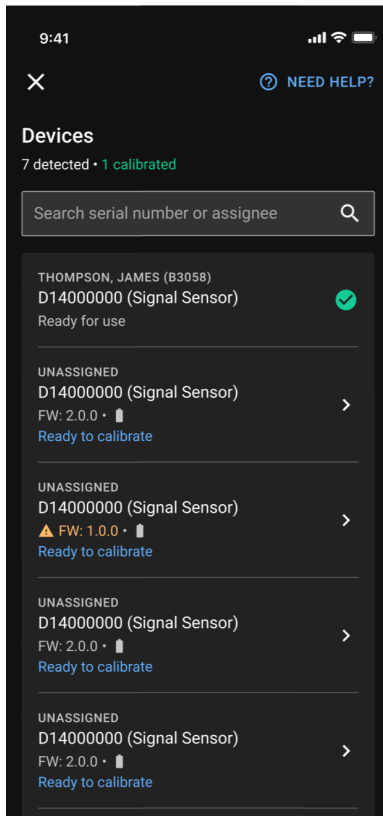 9:41
NEED HELP?
Devices
7 detected • 1 calibrated
Search serial number or assignee
THOMPSON, JAMES (B3058)
D14000000 (Signal Sensor)
Ready for use
UNASSIGNED
D14000000 (Signal Sensor)
FW: 2.0.0 •
Ready to calibrate
UNASSIGNED
D14000000 (Signal Sensor)
FW: 1.0.0 •
Ready to calibrate
UNASSIGNED
D14000000 (Signal Sensor)
FW: 2.0.0 •
Ready to calibrate
UNASSIGNED
D14000000 (Signal Sensor)
FW: 2.0.0 •
Ready to calibrate